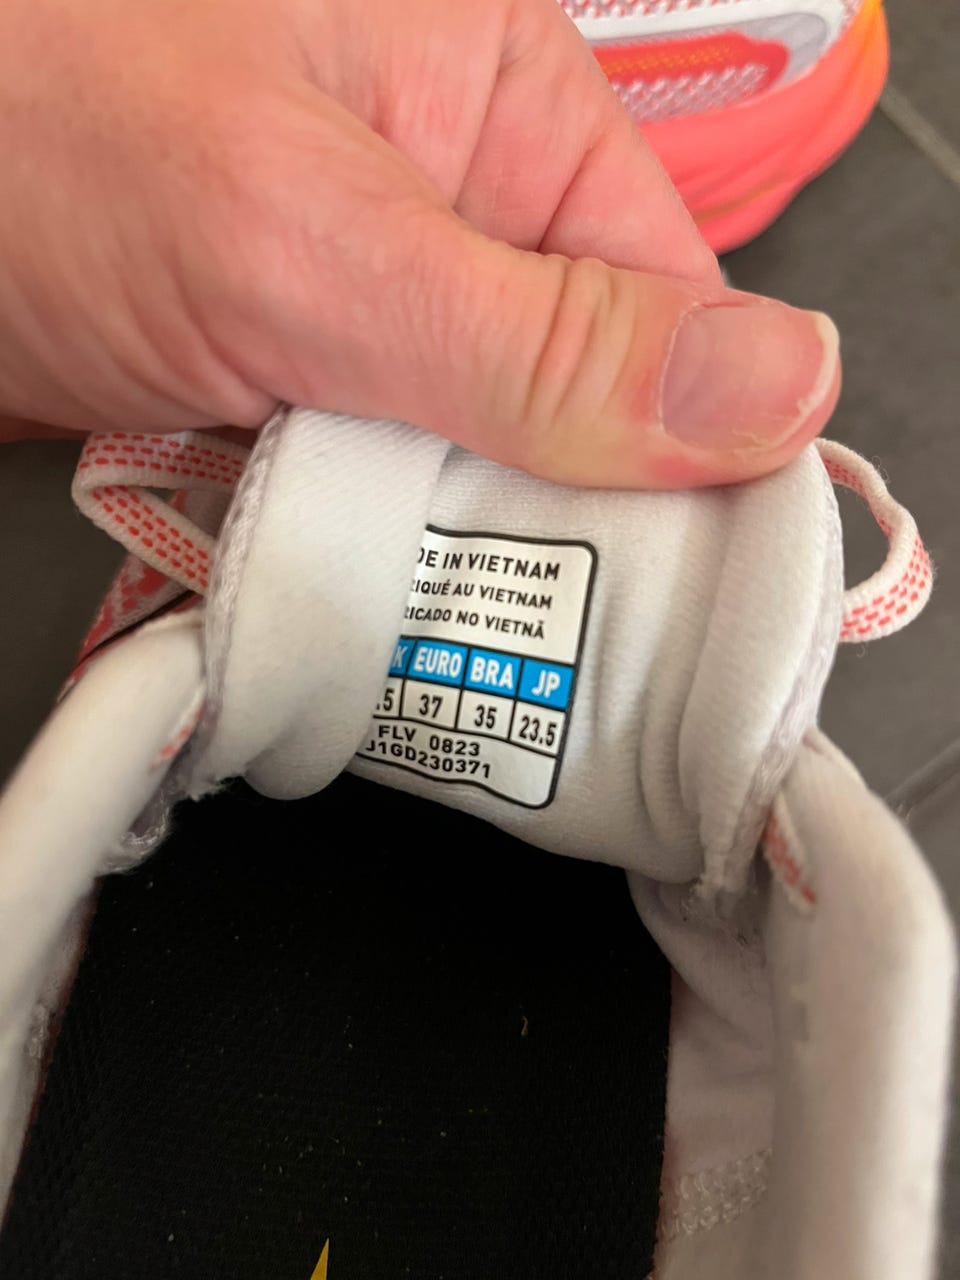 DE IN VIETNAM
RIQUÉ AU VIETNAM
RICADO NO VIETNÃ
K EURO BRA JP
.5 37 35 23.5
FLV 0823
J1GD230371